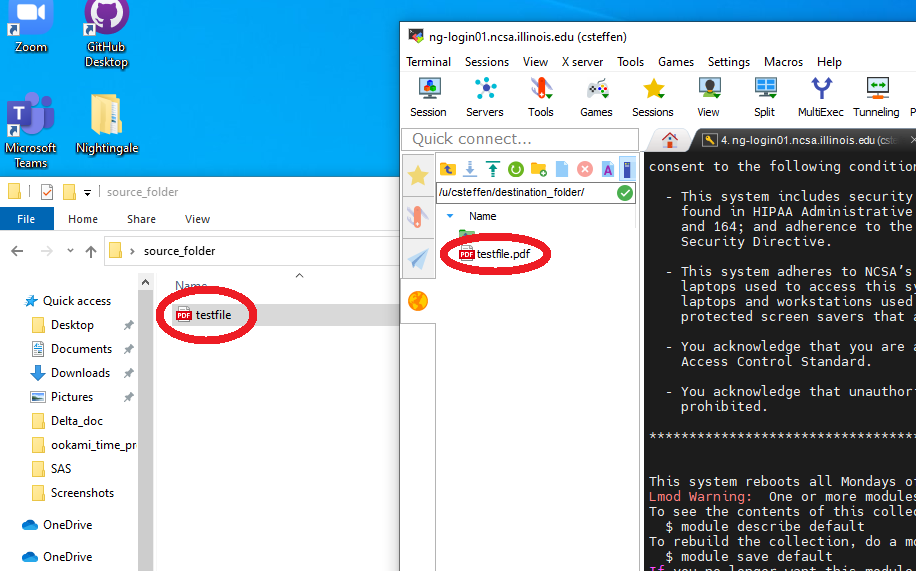 Zoom
GitHub
Desktop
Microsoft
Teams
Nightingale
source_folder
File
Home
Share
View
source_folder
Quick access
Desktop
Documents
Downloads
Pictures
Delta_doc
ookami_time_pr
SAS
Screenshots
OneDrive
OneDrive
Name
PDF
testfile
ng-login01.ncsa.illinois.edu (csteffen)
Terminal
Sessions
View
X server
Tools
Games
Settings
Macros
Help
Session
Servers
Tools
Games
Sessions
View
Split
MultiExec
Tunneling
P
Quick connect...
4. ng-login01.ncsa.illinois.edu (cst
/u/csteffen/destination_folder/
Name
PDF
testfile.pdf
consent to the following condition
- This system includes security
found in HIPAA Administrative
and 164; and adherence to the
Security Directive.
- This system adheres to NCSA’s
laptops used to access this sy
laptops and workstations used
protected screen savers that a
- You acknowledge that you are a
Access Control Standard.
- You acknowledge that unauthori
prohibited.
**********************************
This system reboots all Mondays of
Lmod Warning:  One or more modules
To see the contents of this collec
$ module describe default
To rebuild the collection, do a mo
$ module save default
If you no longer want this module